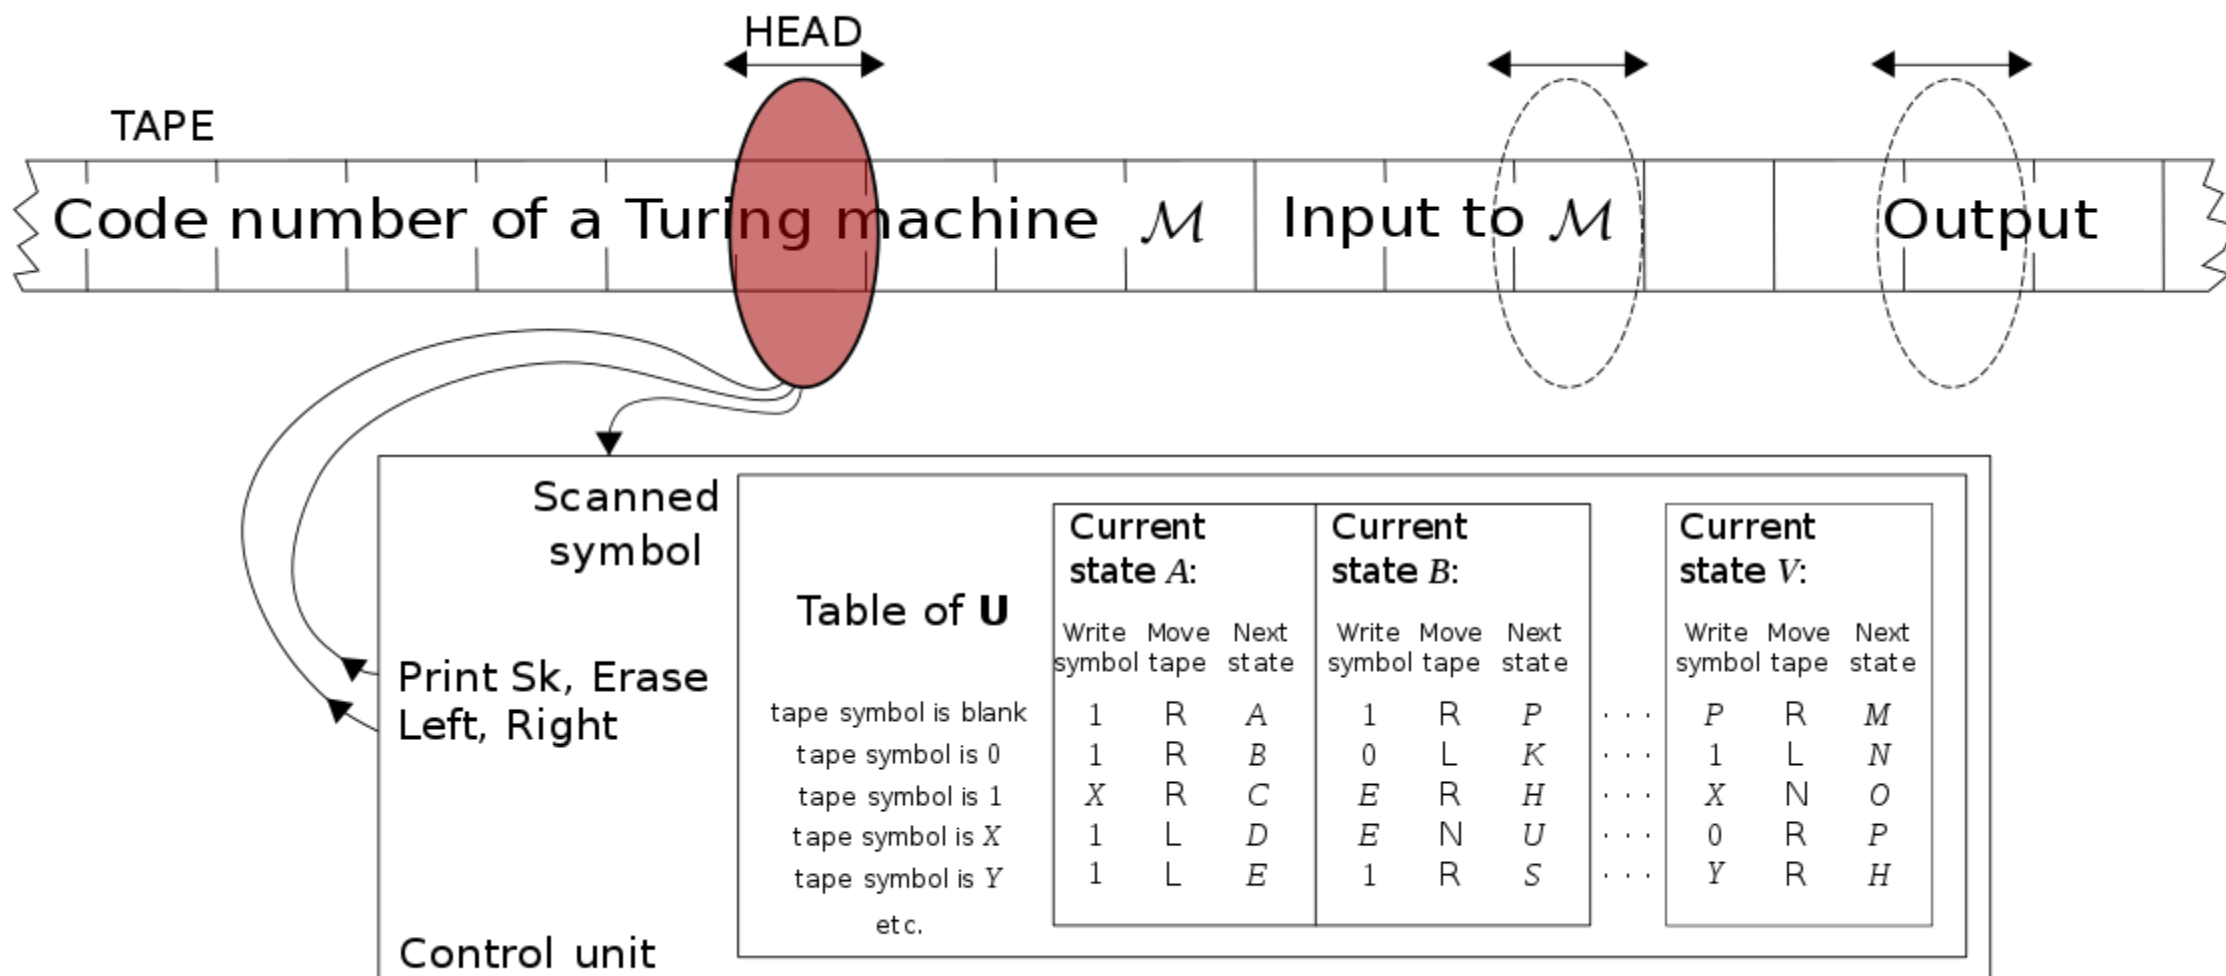 HEAD
TAPE
Code number of a Turing machine ℳ Input to ℳ Output
Scanned
symbol
Print Sk, Erase
Left, Right
Control unit
Table of U
Current
state A:
Current
state B:
Current
state V:
Write Move Next Write Move Next Write Move Next
symbol tape state symbol tape state symbol tape state
tape symbol is blank 1 R A 1 R P · · · P R M
tape symbol is 0 1 R B 0 L K · · · 1 L N
tape symbol is 1 X R C E R H · · · X N O
tape symbol is X 1 L D E N U · · · 0 R P
tape symbol is Y 1 L E 1 R S · · · Y R H
etc.